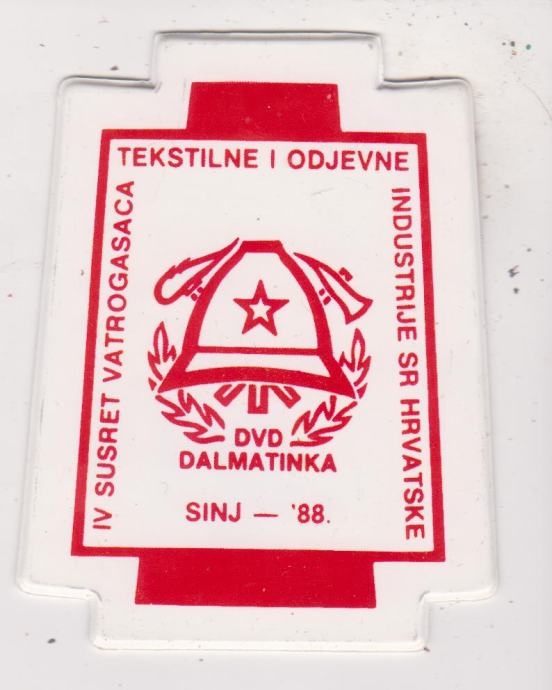 IV SUSRET VATROGASACA
TEKSTILNE I ODJEVNE
INDUSTRIJE SR HRVATSKE
DVD
DALMATINKA
SINJ — '88.